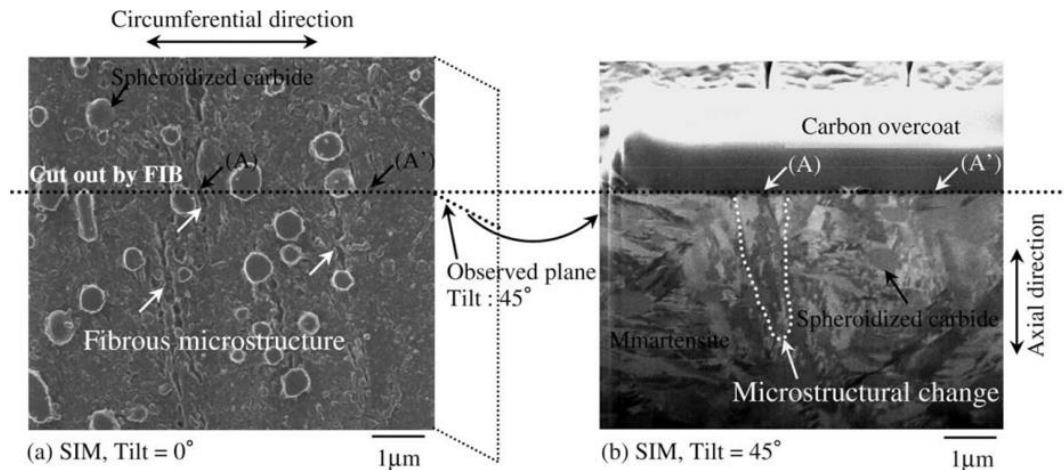 Circumferential direction
Spheroidized carbide
(A)
(A')
Cut out by FIB
Fibrous microstructure
Observed plane
Tilt : 45°
(a) SIM, Tilt = 0°
1μm
Carbon overcoat
(A)
(A')
Axial direction
Spheroidized carbide
Mmartensite
Microstructural change
(b) SIM, Tilt = 45°
1μm